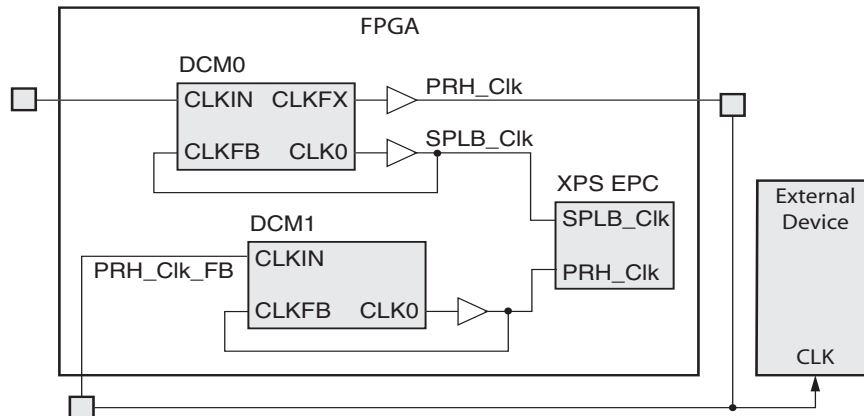 FPGA
DCM0
CLKIN CLKFX
PRH_Clk
CLKFB CLK0
SPLB_Clk
XPS EPC
SPLB_Clk
PRH_Clk
External
Device
CLK
DCM1
CLKIN
PRH_Clk_FB
CLKFB CLK0